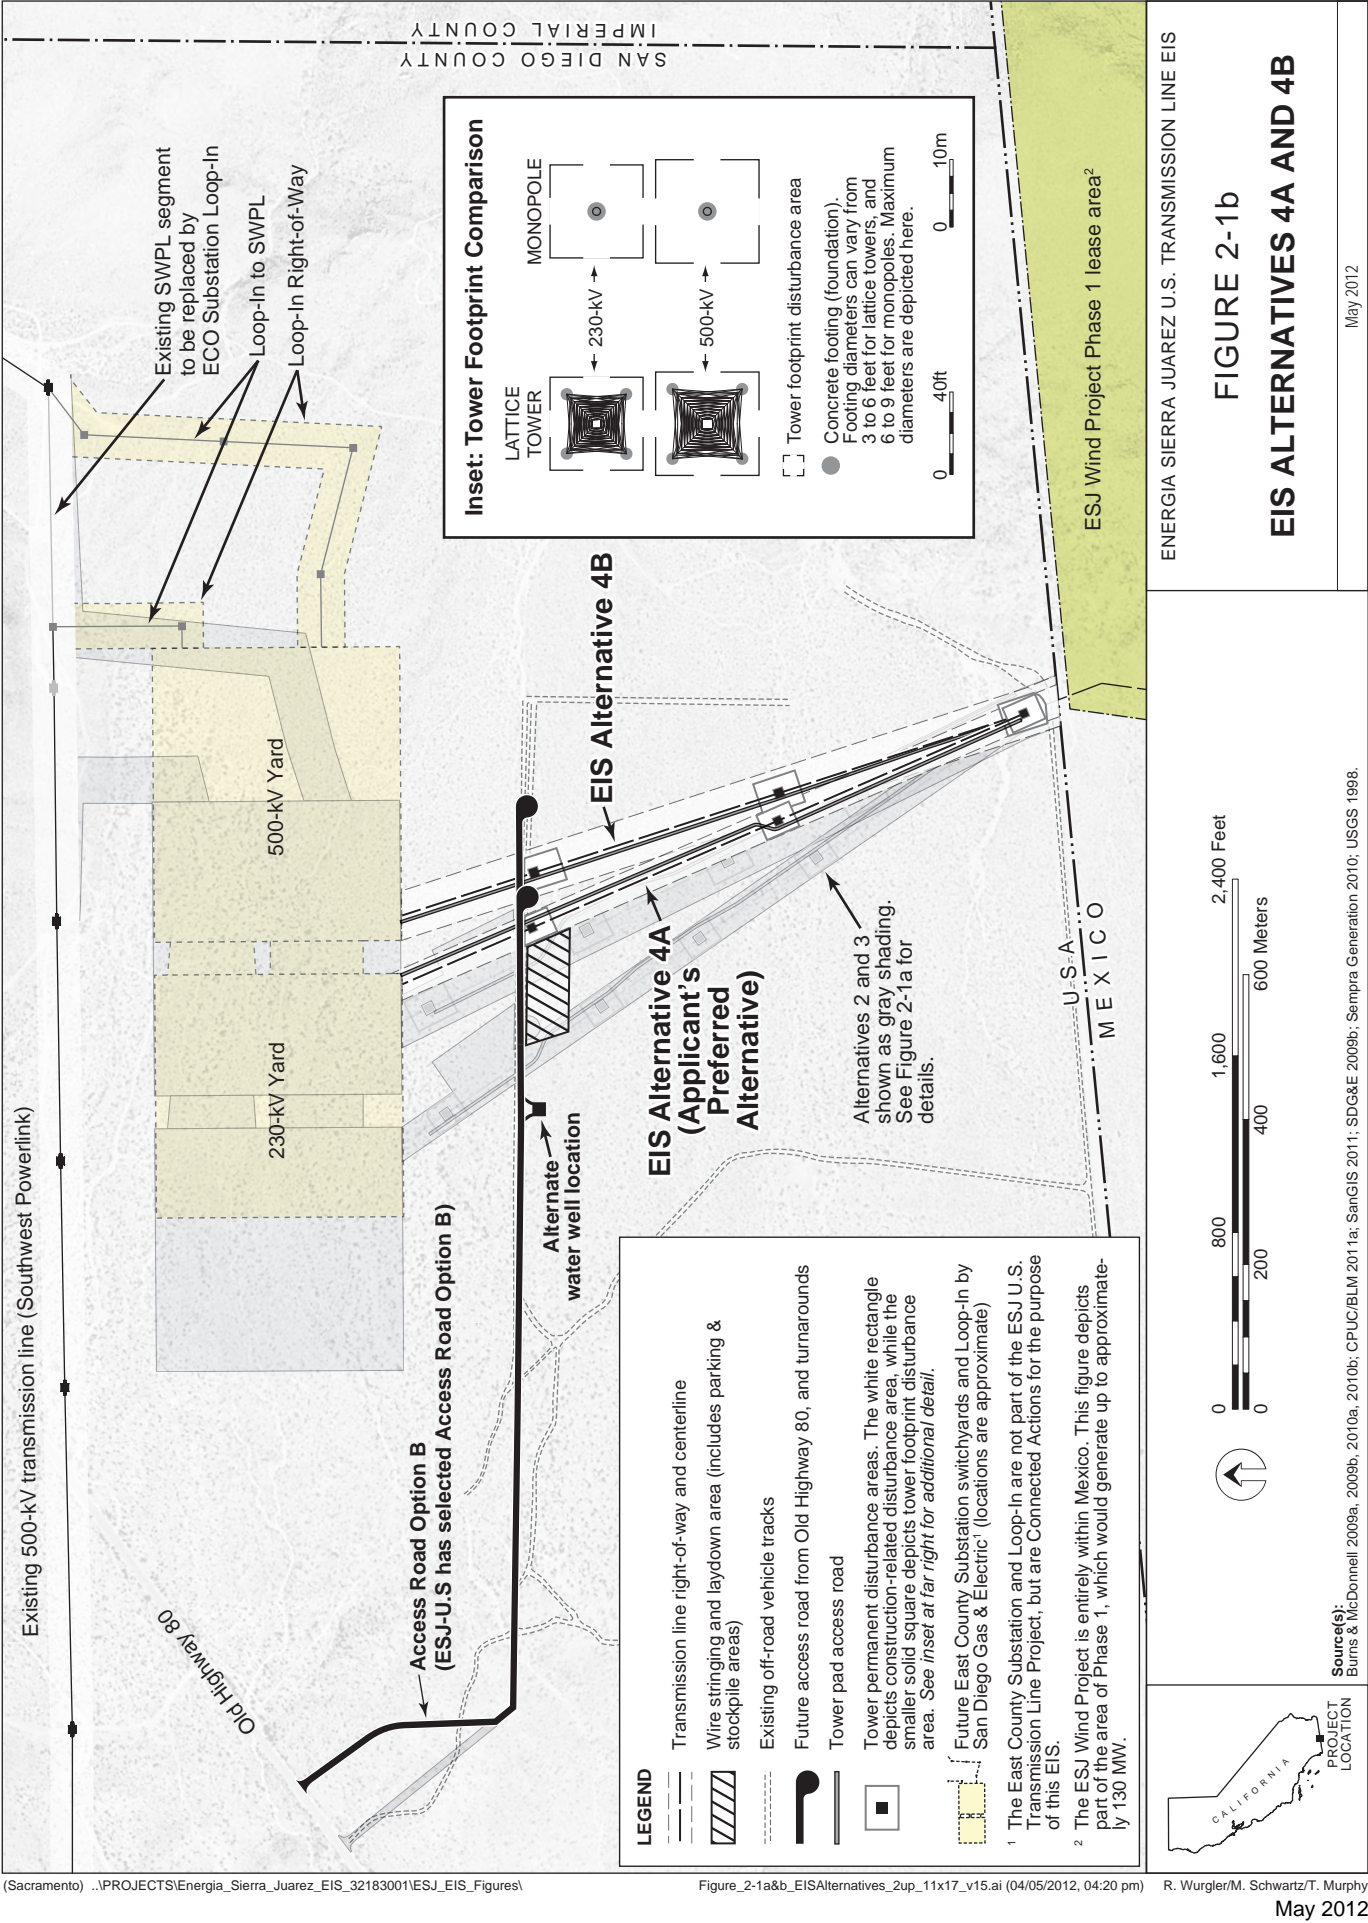 Existing 500-kV transmission line (Southwest Powerlink)
Old Highway 80
Access Road Option B
(ESJ-U.S has selected Access Road Option B)
230-kV Yard
500-kV Yard
Existing SWPL segment
to be replaced by
ECO Substation Loop-In
Loop-In to SWPL
Loop-In Right-of-Way
IMPERIAL COUNTY
SAN DIEGO COUNTY
Alternate
water well location
EIS Alternative 4A
(Applicant's
Preferred
Alternative)
EIS Alternative 4B
Alternatives 2 and 3
shown as gray shading.
See Figure 2-1a for
details.
U S A
M E X I C O
ESJ Wind Project Phase 1 lease area2
Inset: Tower Footprint Comparison
LATTICE
TOWER
MONOPOLE
230-kV
500-kV
Tower footprint disturbance area
Concrete footing (foundation).
Footing diameters can vary from
3 to 6 feet for lattice towers, and
6 to 9 feet for monopoles. Maximum
diameters are depicted here.
0 40ft
0 10m
LEGEND
Transmission line right-of-way and centerline
Wire stringing and laydown area (includes parking &
stockpile areas)
Existing off-road vehicle tracks
Future access road from Old Highway 80, and turnarounds
Tower pad access road
Tower permanent disturbance areas. The white rectangle
depicts construction-related disturbance area, while the
smaller solid square depicts tower footprint disturbance
area. See inset at far right for additional detail.
Future East County Substation switchyards and Loop-In by
San Diego Gas & Electric1 (locations are approximate)
1 The East County Substation and Loop-In are not part of the ESJ U.S.
Transmission Line Project, but are Connected Actions for the purpose
of this EIS.
2 The ESJ Wind Project is entirely within Mexico. This figure depicts
part of the area of Phase 1, which would generate up to approximate-
ly 130 MW.
CALIFORNIA
PROJECT
LOCATION
0 800 1,600 2,400 Feet
0 200 400 600 Meters
Source(s):
Burns & McDonnell 2009a, 2009b, 2010a, 2010b; CPUC/BLM 2011a; SanGIS 2011; SDG&E 2009b; Sempra Generation 2010; USGS 1998.
ENERGIA SIERRA JUAREZ U.S. TRANSMISSION LINE EIS
FIGURE 2-1b
EIS ALTERNATIVES 4A AND 4B
May 2012
(Sacramento) ..\PROJECTS\Energia_Sierra_Juarez_EIS_32183001\ESJ_EIS_Figures\
Figure_2-1a&b_EISAlternatives_2up_11x17_v15.ai (04/05/2012, 04:20 pm)
R. Wurgler/M. Schwartz/T. Murphy
May 2012